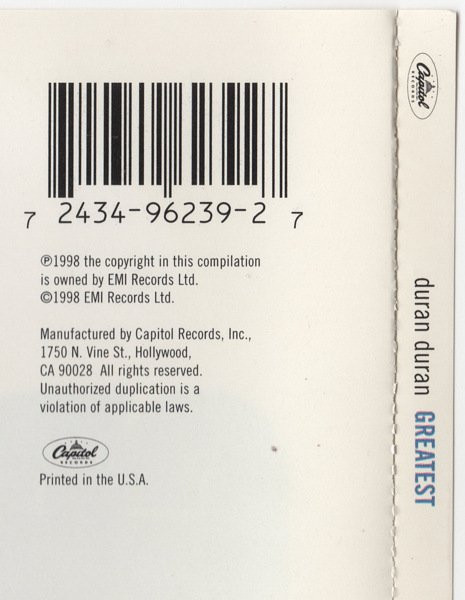 7 2434-96239-2 7
℗1998 the copyright in this compilation
is owned by EMI Records Ltd.
©1998 EMI Records Ltd.
Manufactured by Capitol Records, Inc.,
1750 N. Vine St., Hollywood,
CA 90028  All rights reserved.
Unauthorized duplication is a
violation of applicable laws.
Capitol
RECORDS
Printed in the U.S.A.
Capitol
RECORDS
duran duran GREATEST